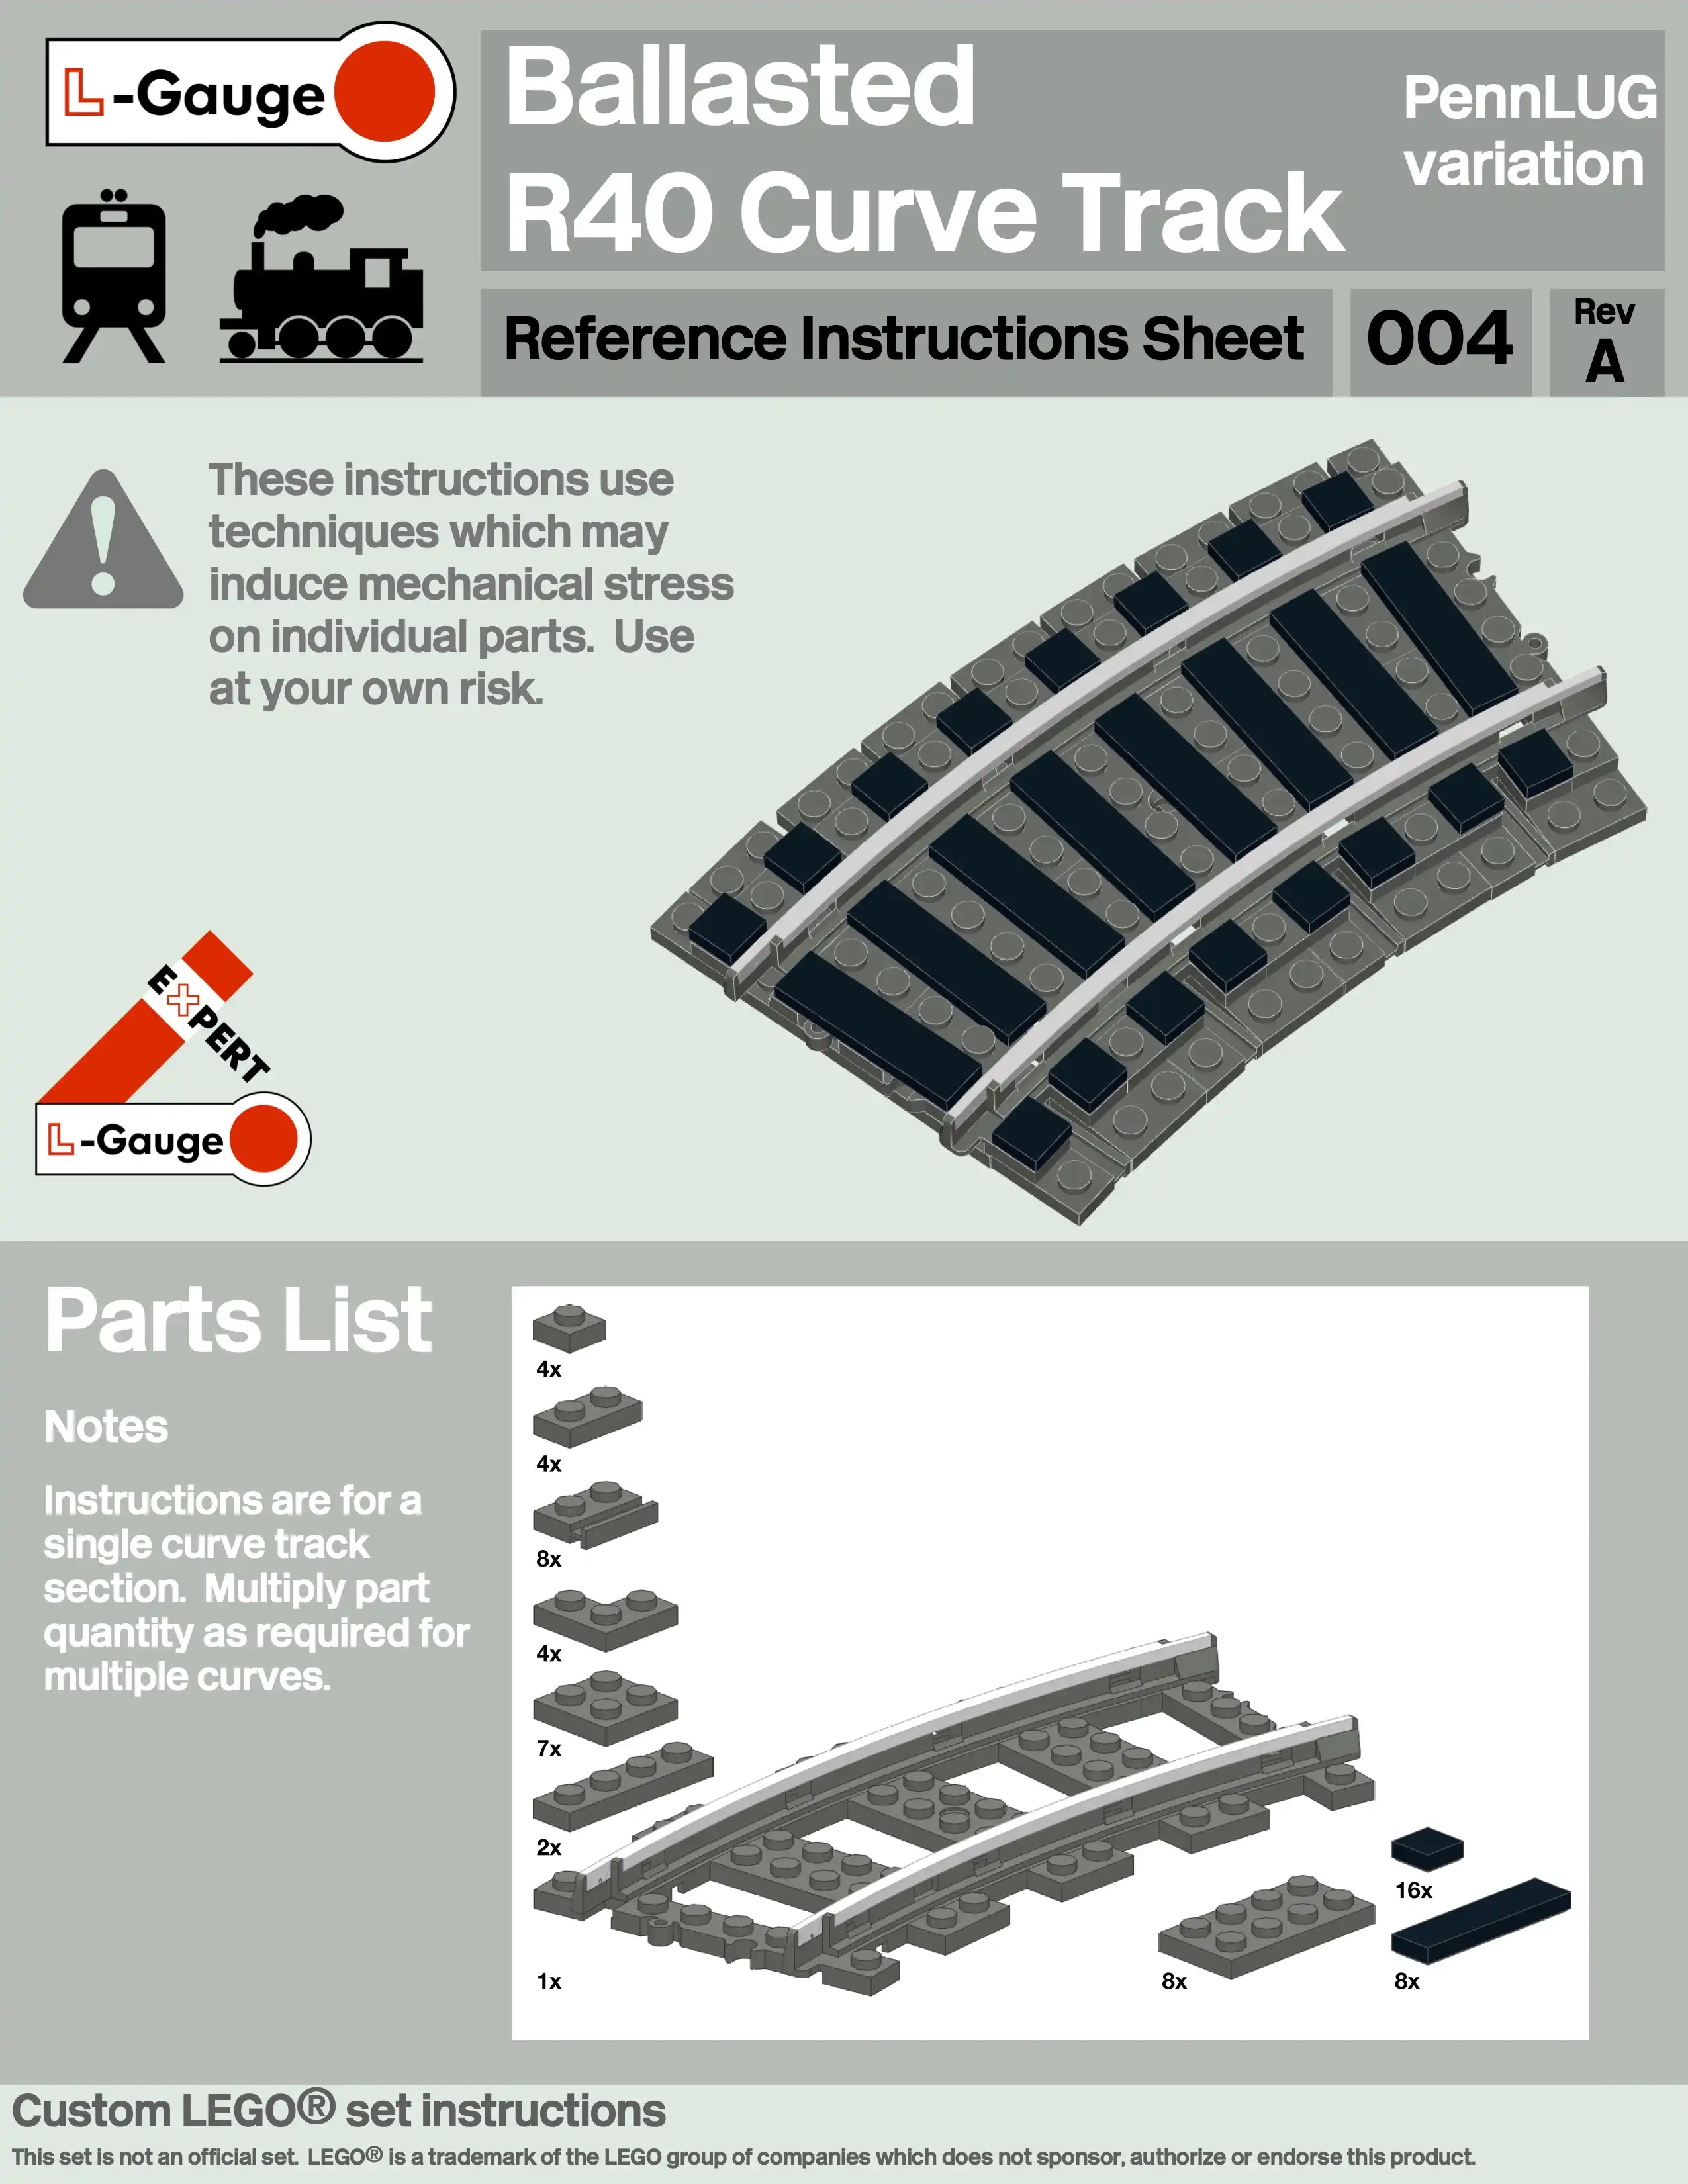 L-Gauge
Ballasted
R40 Curve Track
PennLUG
variation
Reference Instructions Sheet
004
Rev
A
These instructions use
techniques which may
induce mechanical stress
on individual parts.  Use
at your own risk.
EXPERT
L-Gauge
Parts List
Notes
Instructions are for a
single curve track
section.  Multiply part
quantity as required for
multiple curves.
4x
4x
8x
4x
7x
2x
1x
8x
16x
8x
Custom LEGO® set instructions
This set is not an official set.  LEGO® is a trademark of the LEGO group of companies which does not sponsor, authorize or endorse this product.